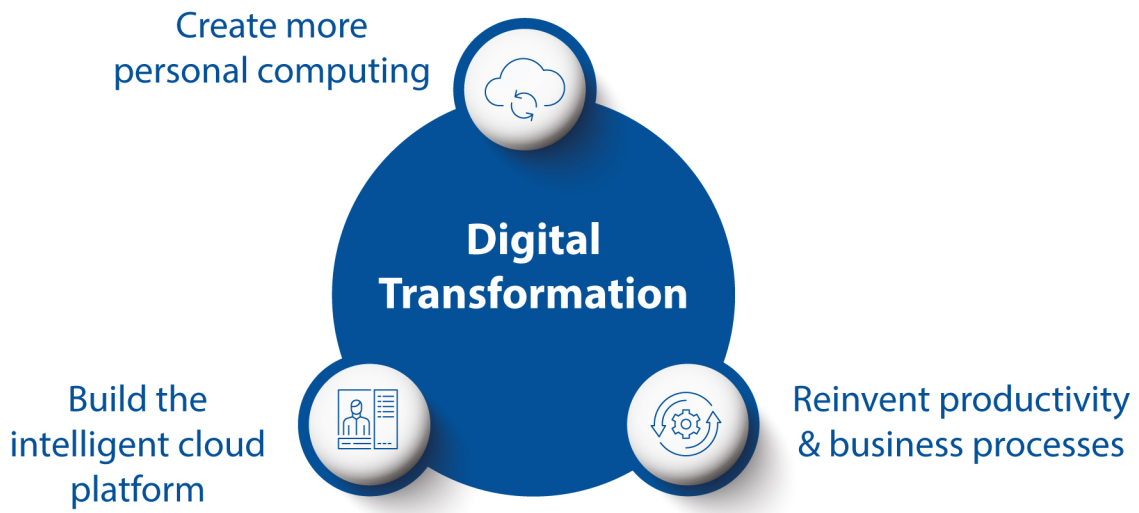 Create more
personal computing
Digital
Transformation
Build the
intelligent cloud
platform
Reinvent productivity
& business processes